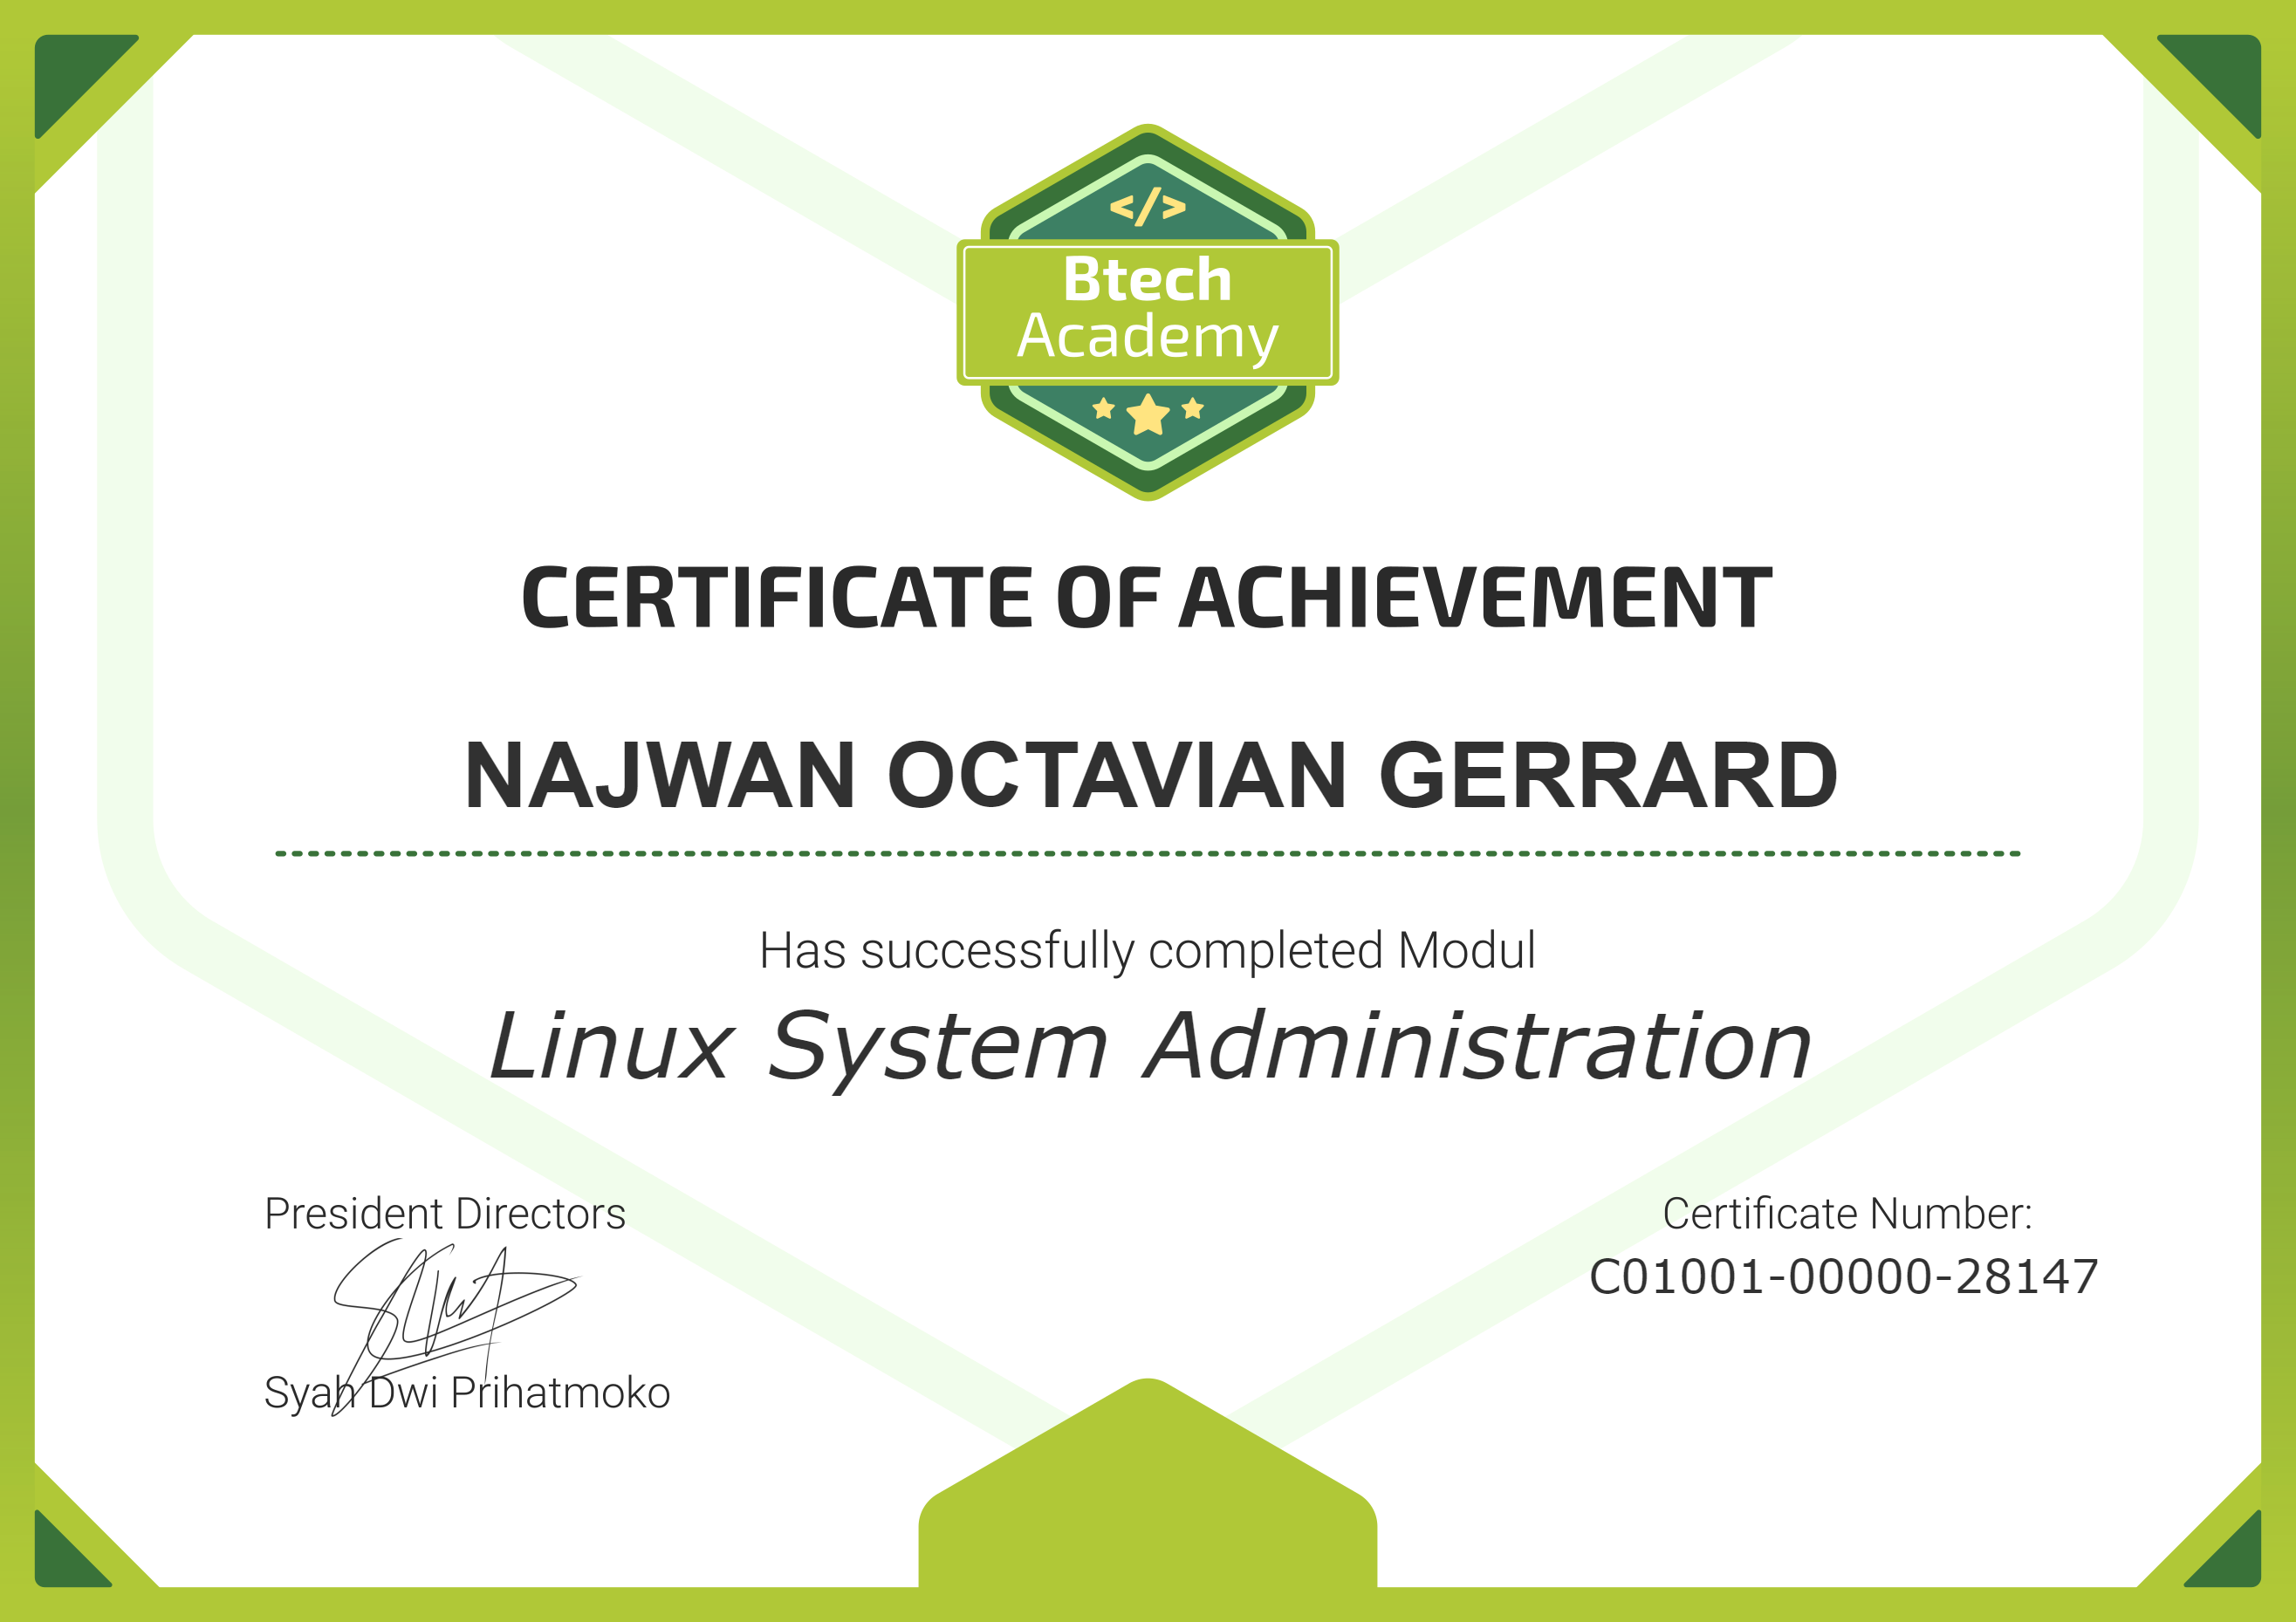 </>
Btech
Academy
CERTIFICATE OF ACHIEVEMENT
NAJWAN OCTAVIAN GERRARD
Has successfully completed Modul
Linux System Administration
President Directors
Syah Dwi Prihatmoko
Certificate Number:
C01001-00000-28147